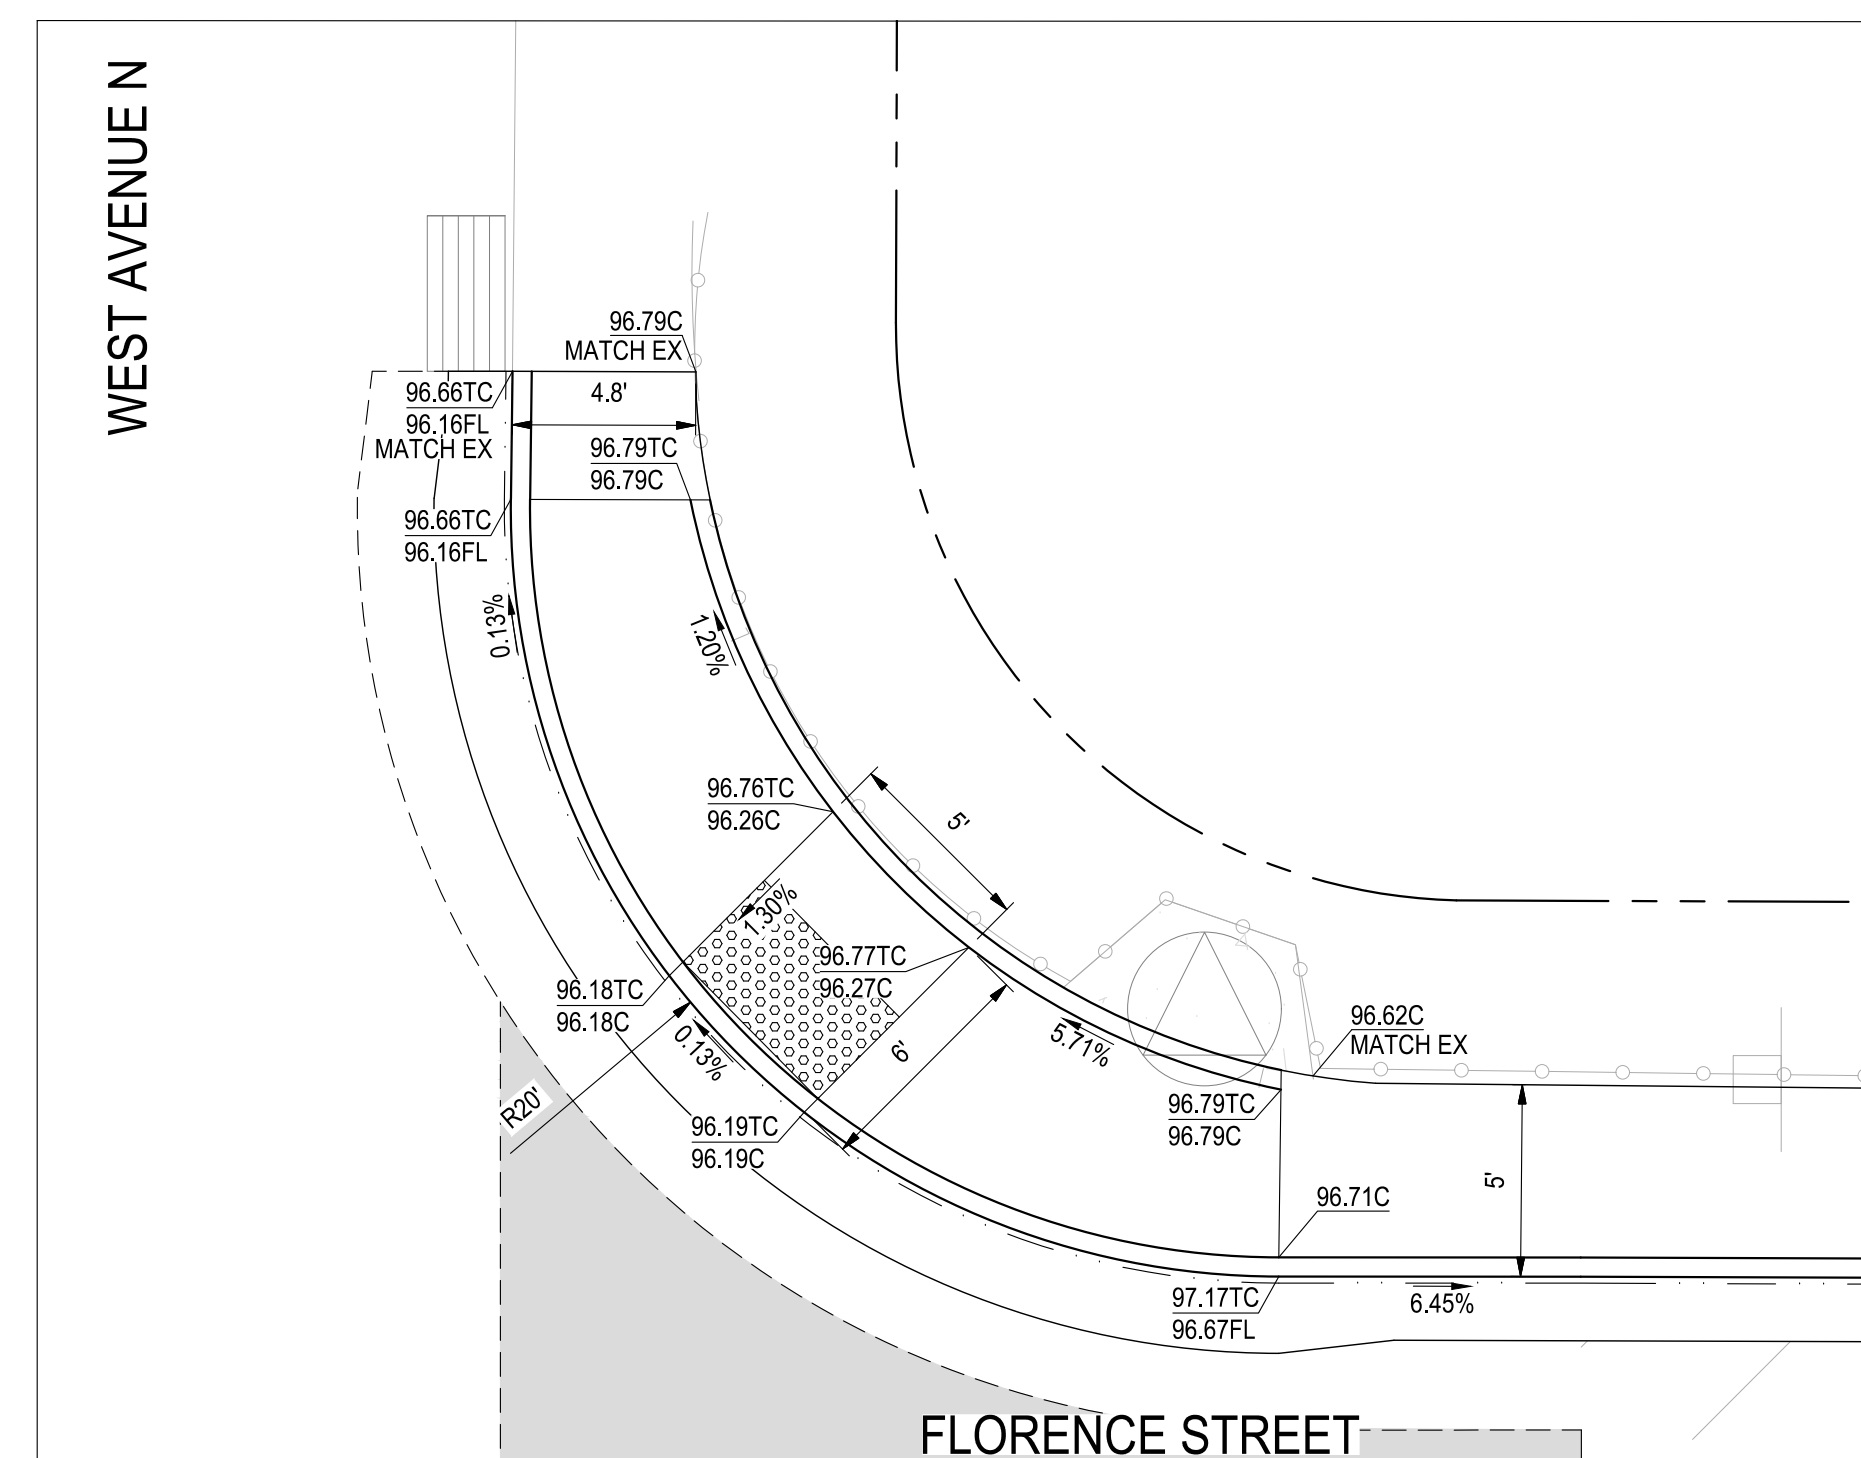 WEST AVENUE N
96.79C
MATCH EX
96.66TC
96.16FL
MATCH EX
4.8'
96.79TC
96.79C
96.66TC
96.16FL
0.13%
1.20%
96.76TC
96.26C
5'
1.30%
96.77TC
96.27C
96.18TC
96.18C
0.13%
6'
5.71%
96.62C
MATCH EX
R20'
96.19TC
96.19C
96.79TC
96.79C
5'
96.71C
97.17TC
96.67FL
6.45%
FLORENCE STREET